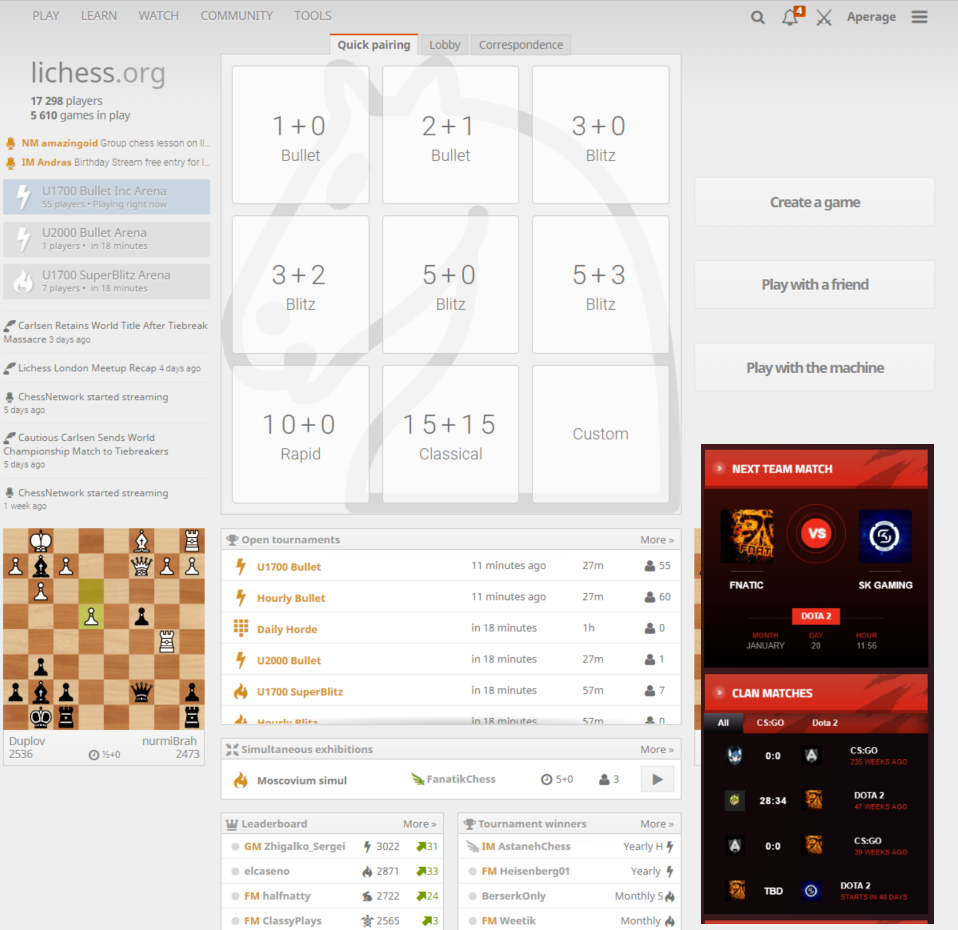 PLAY LEARN WATCH COMMUNITY TOOLS
4
Aperage
Quick pairing Lobby Correspondence
lichess.org
17 298 players
5 610 games in play
NM amazingoid Group chess lesson on li...
IM Andras Birthday Stream free entry for l...
U1700 Bullet Inc Arena
55 players • Playing right now
U2000 Bullet Arena
1 players • in 18 minutes
U1700 SuperBlitz Arena
7 players • in 18 minutes
Carlsen Retains World Title After Tiebreak
Massacre 3 days ago
Lichess London Meetup Recap 4 days ago
ChessNetwork started streaming
5 days ago
Cautious Carlsen Sends World
Championship Match to Tiebreakers
5 days ago
ChessNetwork started streaming
1 week ago
1+0 2+1 3+0
Bullet Bullet Blitz
3+2 5+0 5+3
Blitz Blitz Blitz
10+0 15+15
Rapid Classical Custom
Create a game
Play with a friend
Play with the machine
Duplov nurmiBrah
2536 ½+0 2473
Open tournaments More »
U1700 Bullet 11 minutes ago 27m 55
Hourly Bullet 11 minutes ago 27m 60
Daily Horde in 18 minutes 1h 0
U2000 Bullet in 18 minutes 27m 1
U1700 SuperBlitz in 18 minutes 57m 7
Hourly Blitz in 18 minutes 57m 0
Simultaneous exhibitions More »
Moscovium simul FanatikChess 5+0 3
Leaderboard More »
GM Zhigalko_Sergei 3022 31
elcaseno 2871 33
FM halfnatty 2722 24
FM ClassyPlays 2565 3
Tournament winners More »
IM AstanehChess Yearly H
FM Heisenberg01 Yearly
BerserkOnly Monthly S
FM Weetik Monthly
NEXT TEAM MATCH
FNATIC
VS
FNATIC SK GAMING
DOTA 2
MONTH DAY HOUR
JANUARY 20 11:56
CLAN MATCHES
All CS:GO Dota 2
0:0 CS:GO
235 WEEKS AGO
28:34 DOTA 2
47 WEEKS AGO
0:0 CS:GO
39 WEEKS AGO
TBD DOTA 2
STARTS IN 48 DAYS